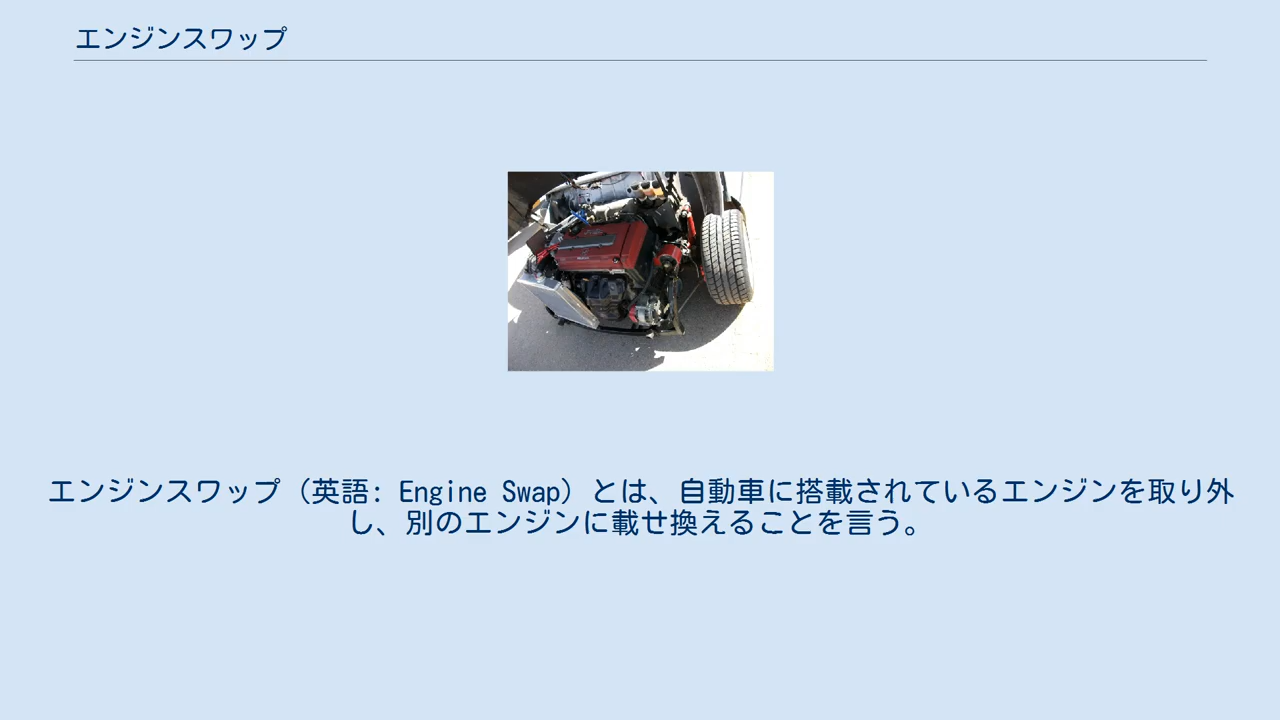 エンジンスワップ
エンジンスワップ（英語: Engine Swap）とは、自動車に搭載されているエンジンを取り外
し、別のエンジンに載せ換えることを言う。